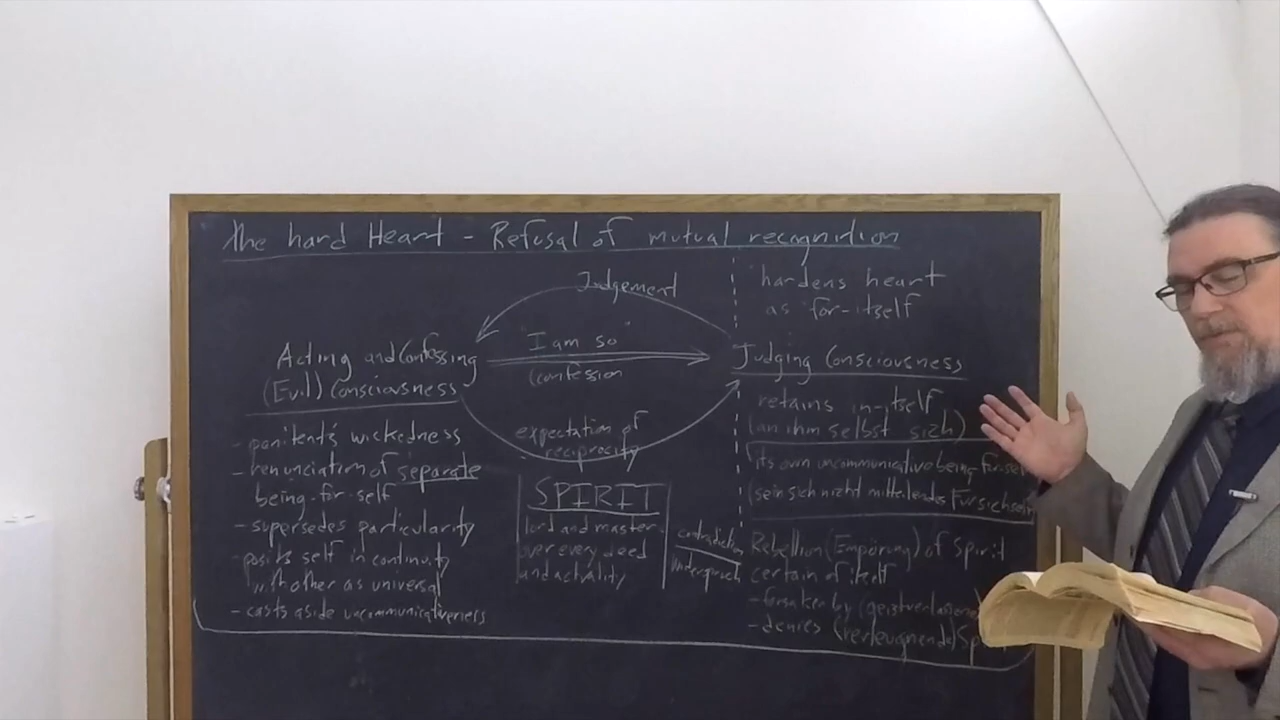 The hard Heart - Refusal of mutual recognition
Judgement
"I am so"
(confession
expectation of
reciprocity
Acting and Confessing
(Evil) Consciousness
- penitent's wickedness
- renunciation of separate
being-for-self
- supersedes particularity
posits self in continuity
with other as universal
- casts aside uncommunicativeness
SPIRIT
lord and master
over every deed
and actuality
contradiction
hardens heart
as for-itself
Judging Consciousness
retains in-itself
(an ihm selbst sich)
its own uncommunicative being-for-self
(sein sich nicht mitteilendes Fürsichsein
Rebellion (Empörung) of Spirit
certain of itself
- forsaken by (geistverlassene
- denies (verleugnende) Sp